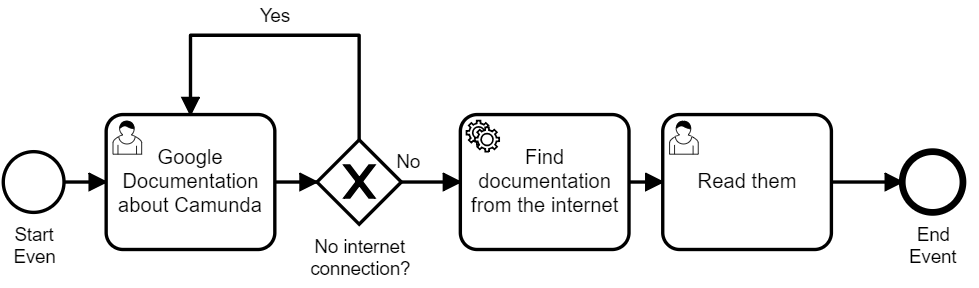 Yes
Google
Documentation
about Camunda
No
Find
documentation
from the internet
Read them
Start
Even
No internet
connection?
End
Event